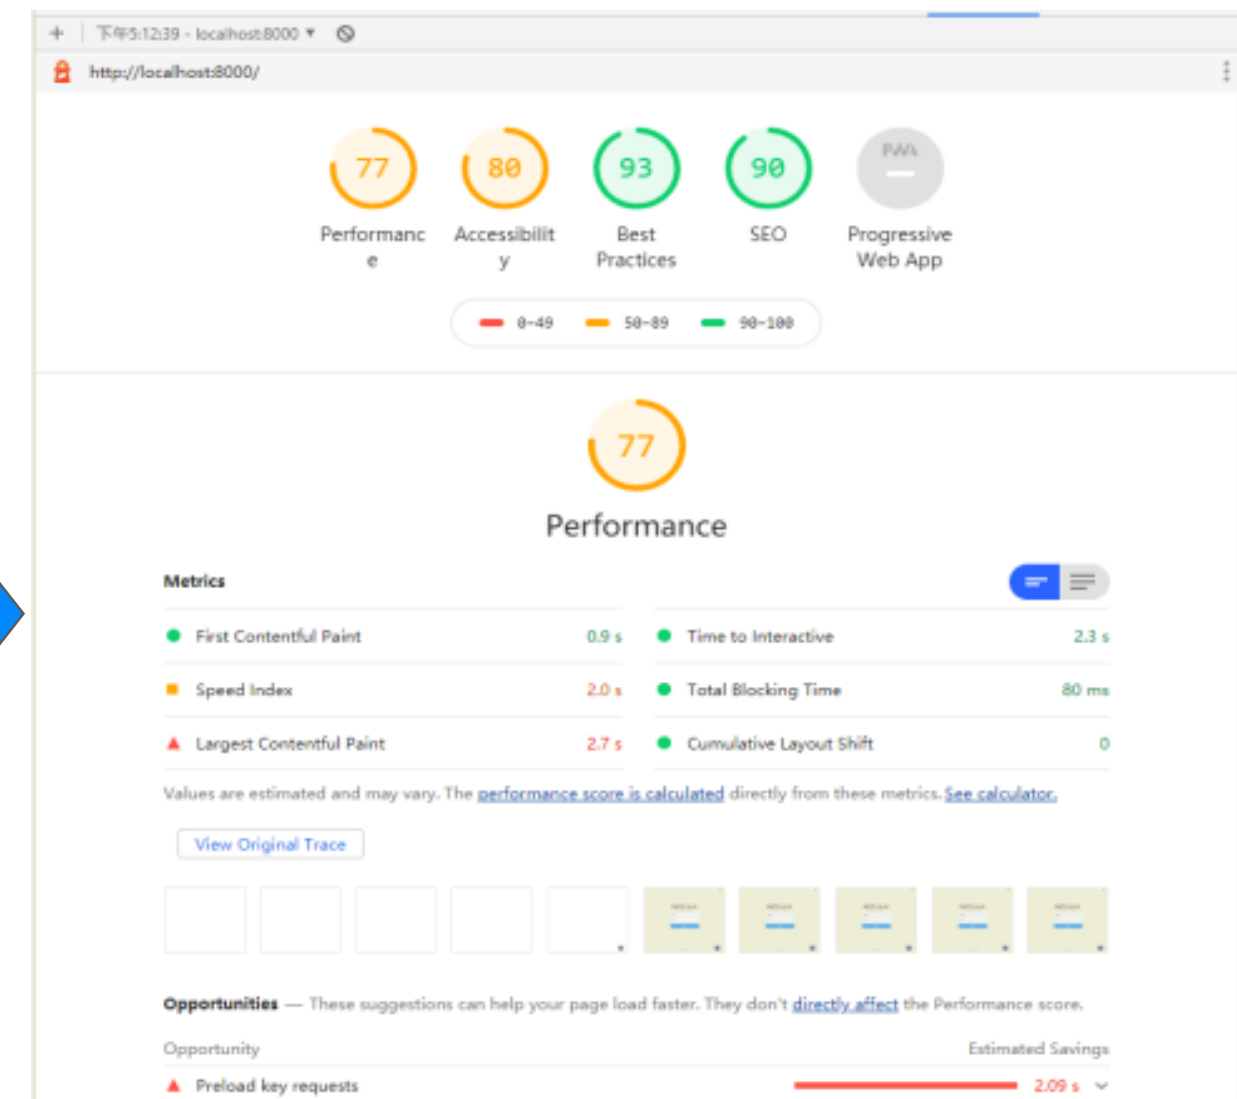 下午5:12:39 - localhost:8000 ▼
http://localhost:8000/
77 80 93 90 PWA
Performanc Accessibilit Best SEO Progressive
e y Practices Web App
0-49 50-89 90-100
77
Performance
Metrics
First Contentful Paint 0.9 s Time to Interactive 2.3 s
Speed Index 2.0 s Total Blocking Time 80 ms
Largest Contentful Paint 2.7 s Cumulative Layout Shift 0
Values are estimated and may vary. The performance score is calculated directly from these metrics. See calculator.
View Original Trace
Opportunities — These suggestions can help your page load faster. They don't directly affect the Performance score.
Opportunity Estimated Savings
Preload key requests 2.09 s